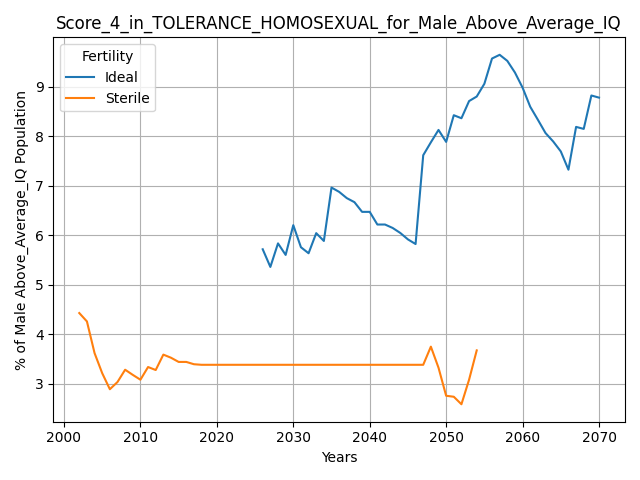 Score_4_in_TOLERANCE_HOMOSEXUAL_for_Male_Above_Average_IQ
Fertility
Ideal
Sterile
% of Male Above_Average_IQ Population
9
8
7
6
5
4
3
2000 2010 2020 2030 2040 2050 2060 2070
Years